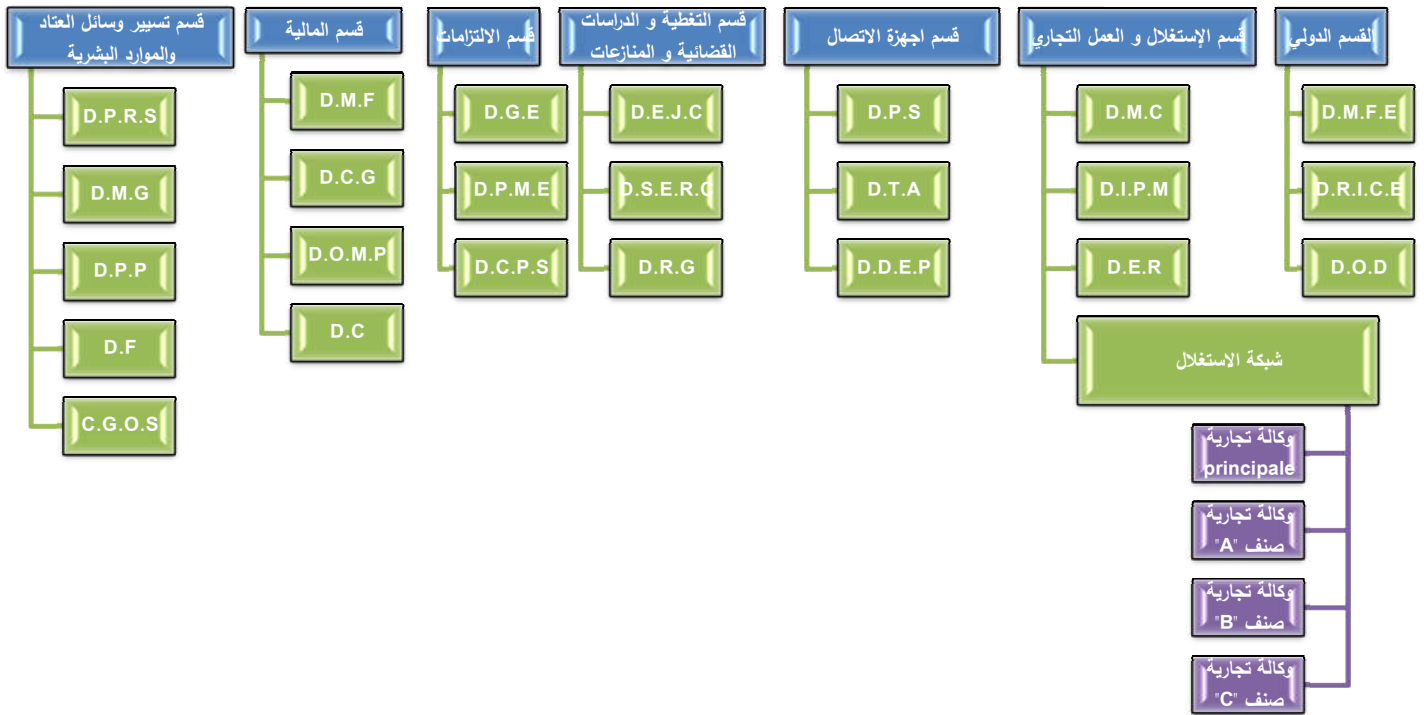 القسم الدولي
D.M.F.E
D.R.I.C.E
D.O.D
قسم الإستغلال و العمل التجاري
D.M.C
D.I.P.M
D.E.R
شبكة الاستغلال
وكالة تجارية
principale
وكالة تجارية
صنف "A"
وكالة تجارية
صنف "B"
وكالة تجارية
صنف "C"
قسم اجهزة الاتصال
D.P.S
D.T.A
D.D.E.P
قسم التغطية و الدراسات
القضائية و المنازعات
D.E.J.C
D.S.E.R.C
D.R.G
قسم الالتزامات
D.G.E
D.P.M.E
D.C.P.S
قسم المالية
D.M.F
D.C.G
D.O.M.P
D.C
قسم تسيير وسائل العتاد
والموارد البشرية
D.P.R.S
D.M.G
D.P.P
D.F
C.G.O.S